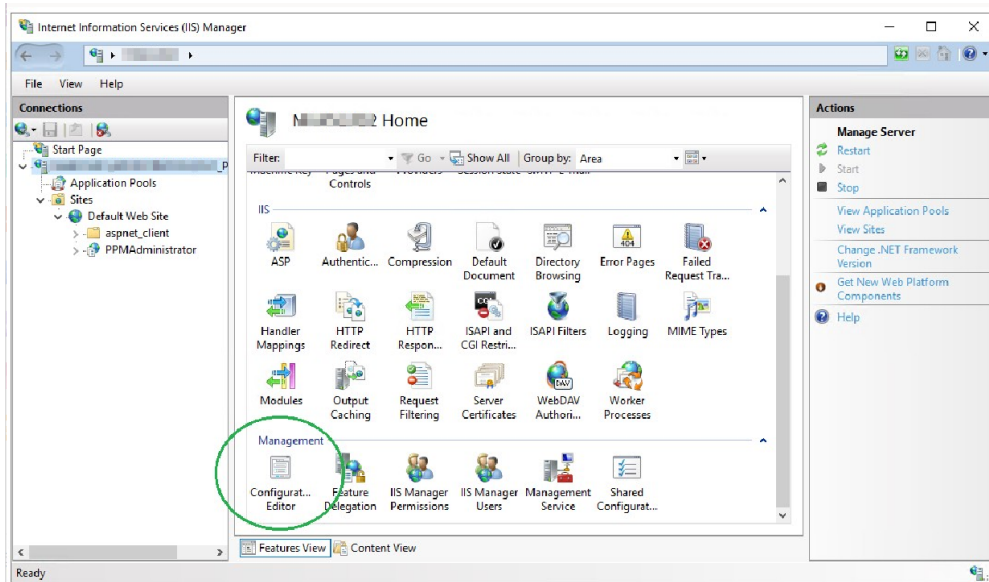 Internet Information Services (IIS) Manager
File View Help
Connections
Start Page
_P
Application Pools
Sites
Default Web Site
aspnet_client
PPMAdministrator
2 Home
Filter: Go Show All Group by: Area
Controls
IIS
ASP Authentic... Compression Default Document Directory Browsing Error Pages Failed Request Tra...
Handler Mappings HTTP Redirect HTTP Respon... ISAPI and CGI Restri... ISAPI Filters Logging MIME Types
Modules Output Caching Request Filtering Server Certificates WebDAV Authori... Worker Processes
Management
Configurat... Editor Feature Delegation IIS Manager Permissions IIS Manager Users Management Service Shared Configurat...
Features View Content View
Ready
Actions
Manage Server
Restart
Start
Stop
View Application Pools
View Sites
Change .NET Framework
Version
Get New Web Platform
Components
Help